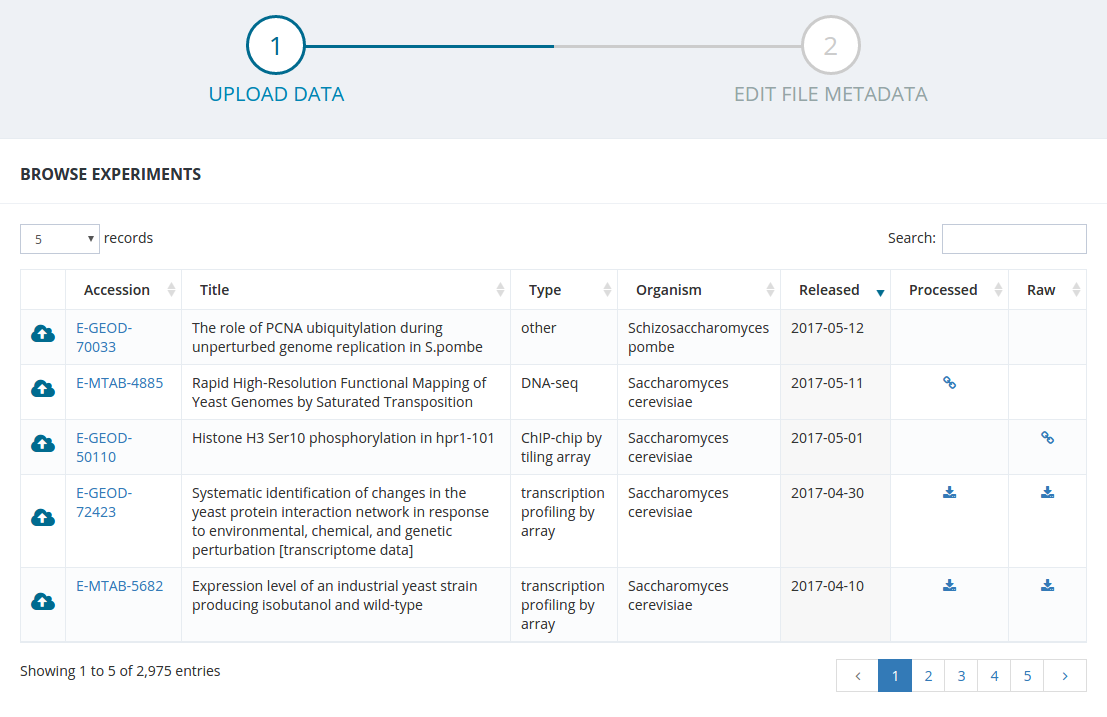 1
2
UPLOAD DATA
EDIT FILE METADATA
BROWSE EXPERIMENTS
5 records
Search:
Accession Title Type Organism Released Processed Raw
E-GEOD- The role of PCNA ubiquitylation during other Schizosaccharomyces 2017-05-12
70033 unperturbed genome replication in S.pombe pombe
E-MTAB-4885 Rapid High-Resolution Functional Mapping of DNA-seq Saccharomyces 2017-05-11
Yeast Genomes by Saturated Transposition cerevisiae
E-GEOD- Histone H3 Ser10 phosphorylation in hpr1-101 ChIP-chip by Saccharomyces 2017-05-01
50110 tiling array cerevisiae
E-GEOD- Systematic identification of changes in the transcription Saccharomyces 2017-04-30
72423 yeast protein interaction network in response profiling by cerevisiae
to environmental, chemical, and genetic array
perturbation [transcriptome data]
E-MTAB-5682 Expression level of an industrial yeast strain transcription Saccharomyces 2017-04-10
producing isobutanol and wild-type profiling by cerevisiae
array
Showing 1 to 5 of 2,975 entries
‹ 1 2 3 4 5 ›